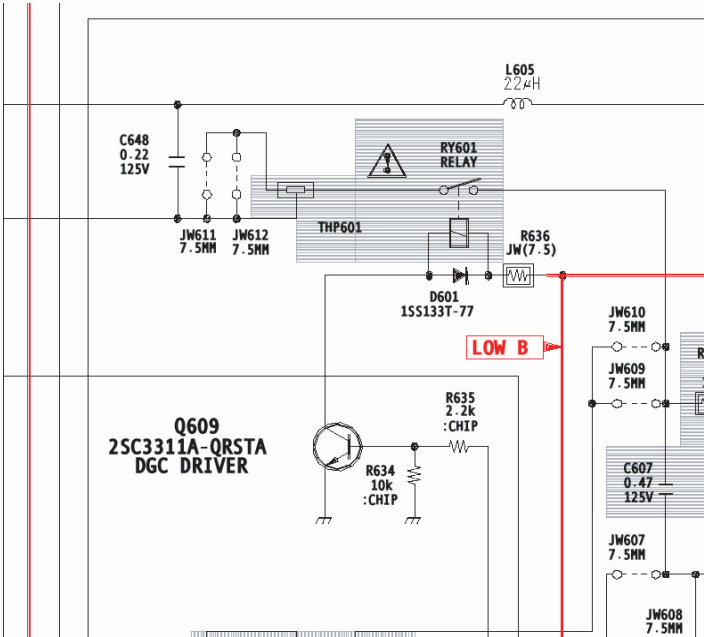 L605
22μH
C648
0.22
125V
RY601
RELAY
THP601
JW611
7.5MM
JW612
7.5MM
R636
JW(7.5)
D601
1SS133T-77
LOW B
JW610
7.5MM
R
JW609
7.5MM
R635
2.2k
:CHIP
Q609
2SC3311A-QRSTA
DGC DRIVER
R634
10k
:CHIP
C607
0.47
125V
JW607
7.5MM
JW608
7.5MM